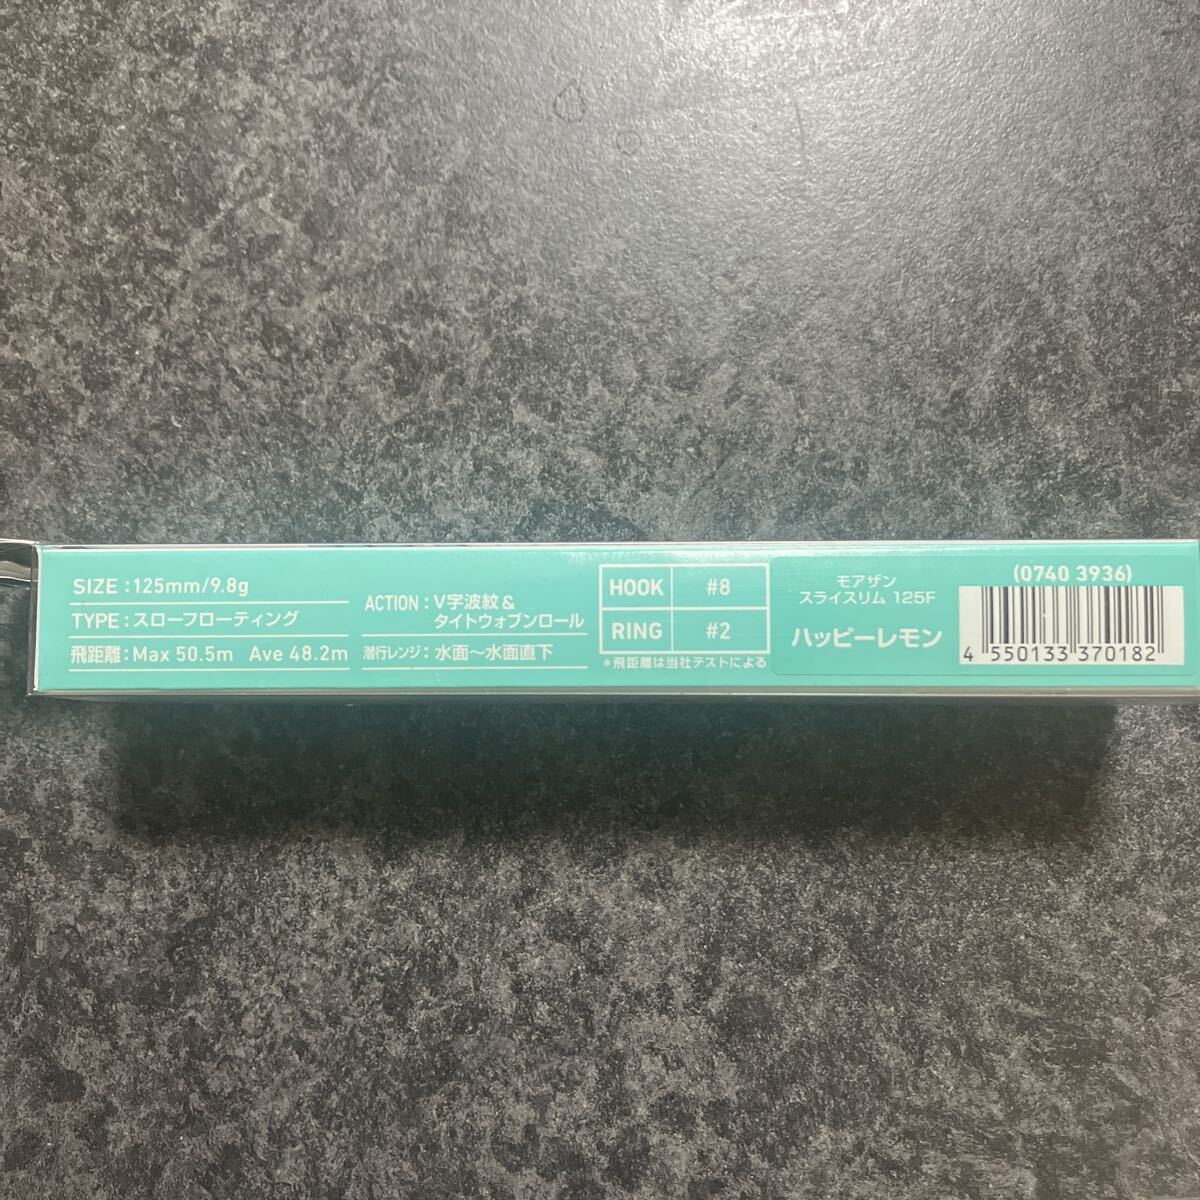 SIZE：125mm/9.8g
TYPE：スローフローティング
飛距離：Max 50.5m Ave 48.2m
ACTION：V字波紋＆
タイトウォブンロール
潜行レンジ：水面〜水面直下
HOOK #8
RING #2
＊飛距離は当社テストによる
モアザン
スライスリム 125F
ハッピーレモン
(0740 3936)
4 550133 370182